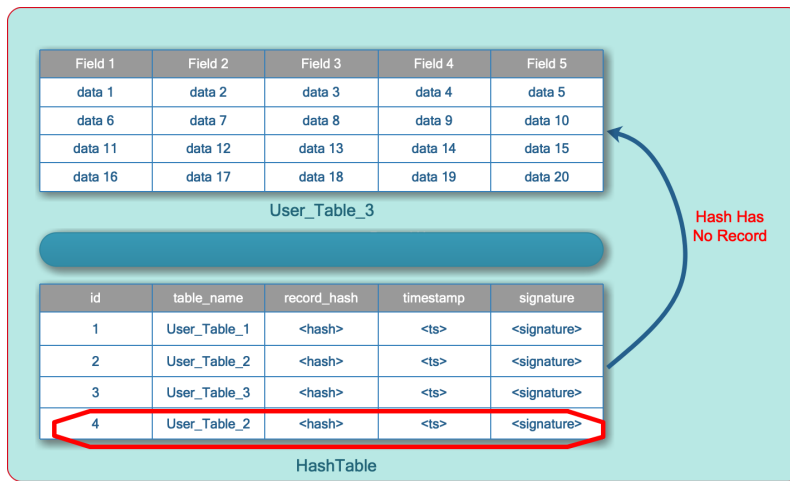 Field 1 Field 2 Field 3 Field 4 Field 5
data 1 data 2 data 3 data 4 data 5
data 6 data 7 data 8 data 9 data 10
data 11 data 12 data 13 data 14 data 15
data 16 data 17 data 18 data 19 data 20
User_Table_3
Hash Has
No Record
id table_name record_hash timestamp signature
1 User_Table_1 <hash> <ts> <signature>
2 User_Table_2 <hash> <ts> <signature>
3 User_Table_3 <hash> <ts> <signature>
4 User_Table_2 <hash> <ts> <signature>
HashTable